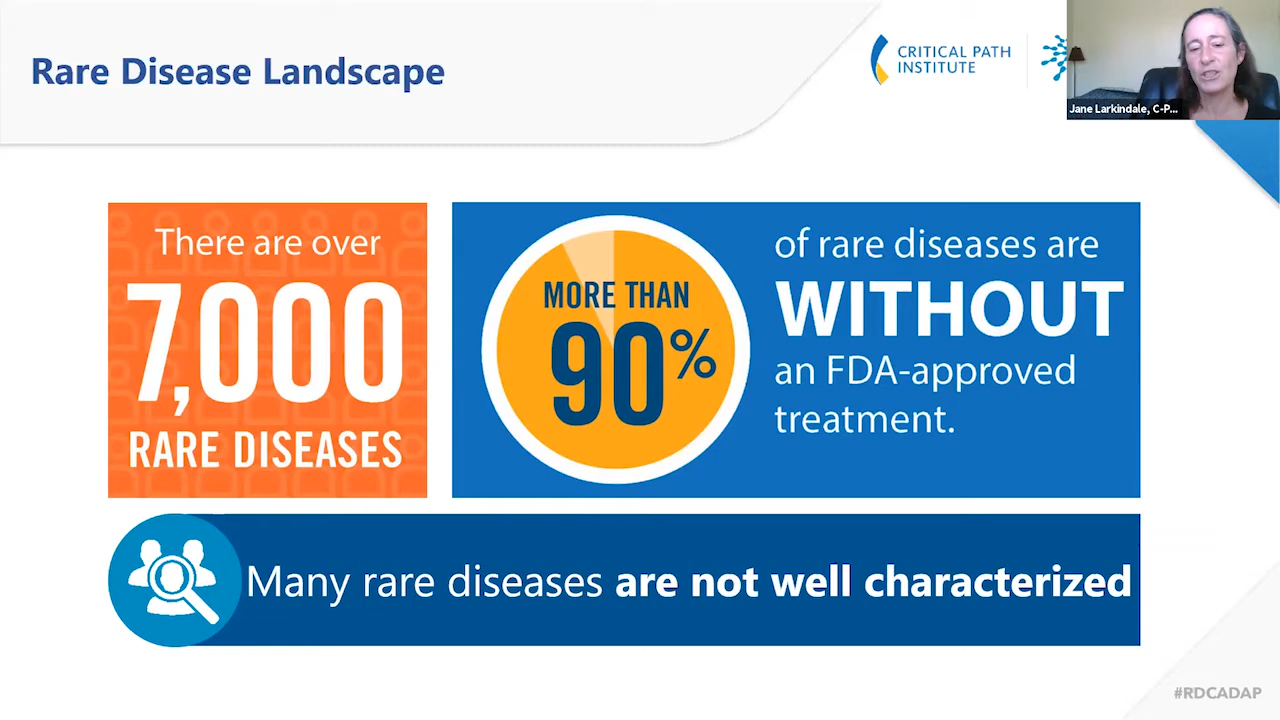 Rare Disease Landscape
CRITICAL PATH
INSTITUTE
Jane Larkindale, C-P...
There are over
7,000
RARE DISEASES
MORE THAN
90%
of rare diseases are
WITHOUT
an FDA-approved
treatment.
Many rare diseases are not well characterized
#RDCADAP